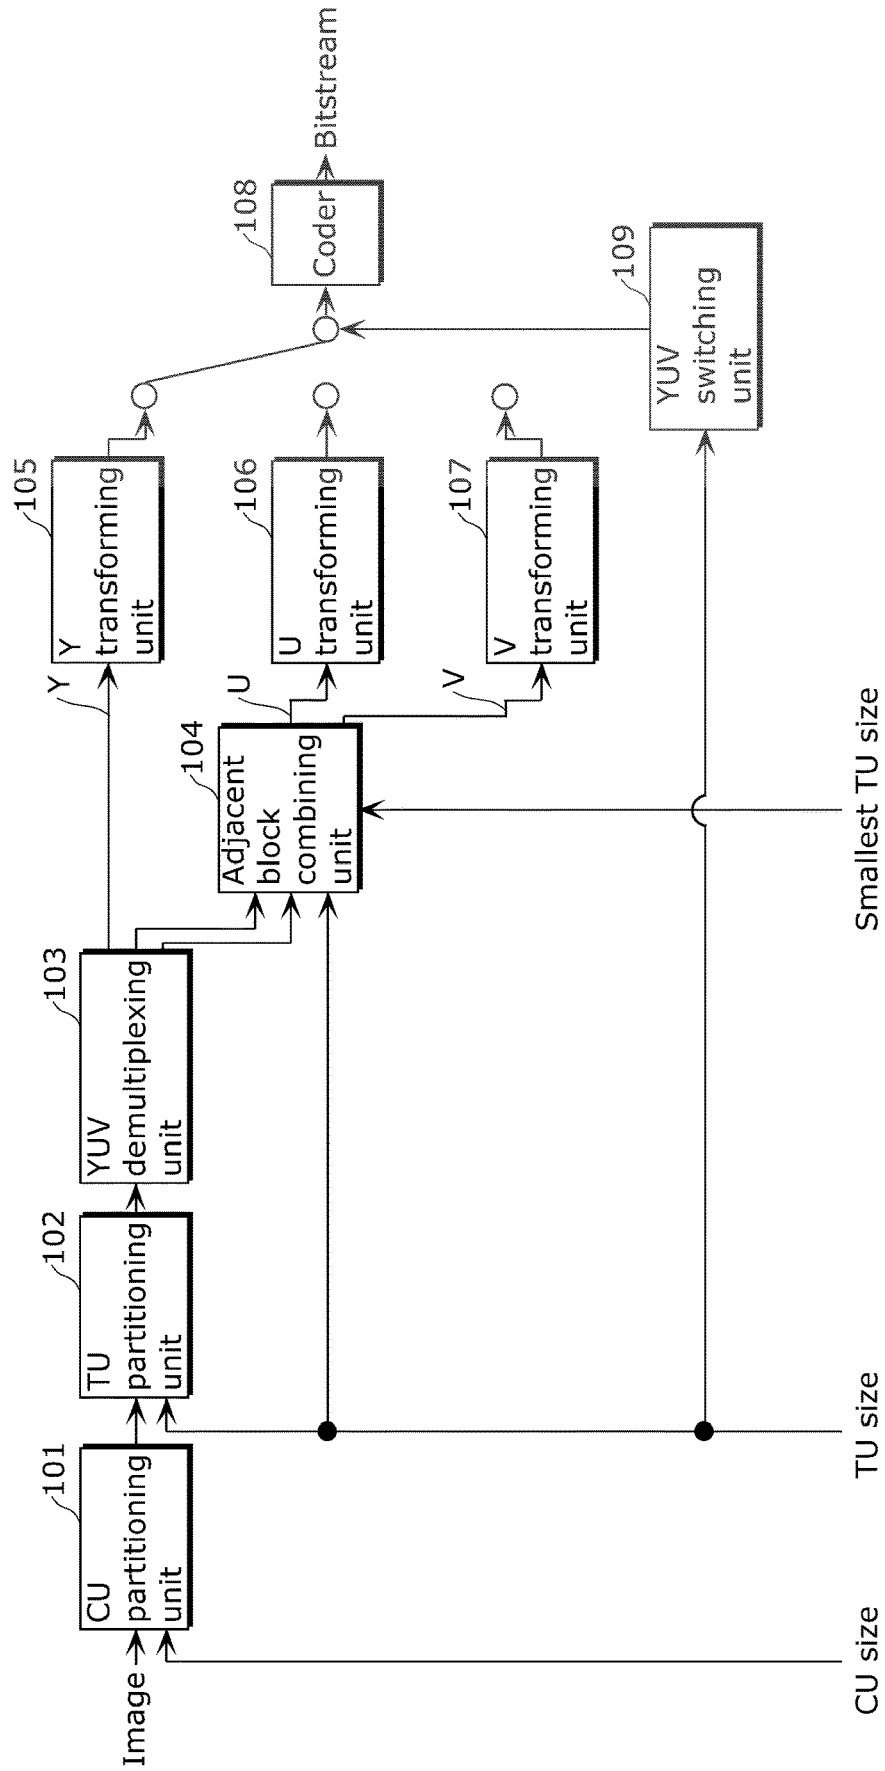 Image
CU size
101
CU
partitioning
unit
TU size
102
TU
partitioning
unit
103
YUV
demultiplexing
unit
Smallest TU size
104
Adjacent
block
combining
unit
Y
U
V
105
Y
transforming
unit
106
U
transforming
unit
107
V
transforming
unit
108
Coder
109
YUV
switching
unit
Bitstream